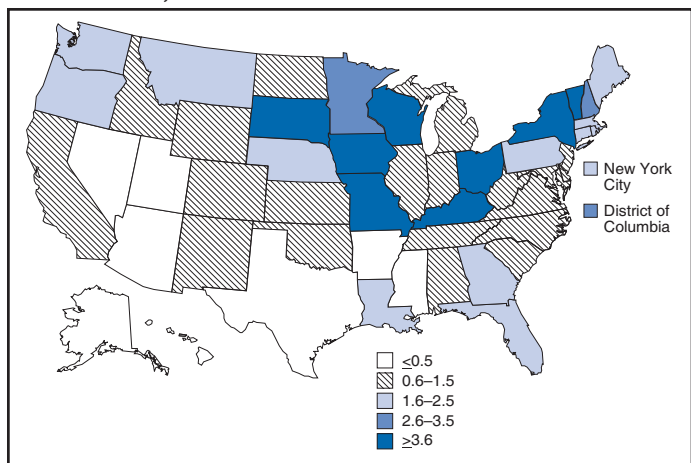 New York
City
District of
Columbia
≤0.5
0.6–1.5
1.6–2.5
2.6–3.5
≥3.6